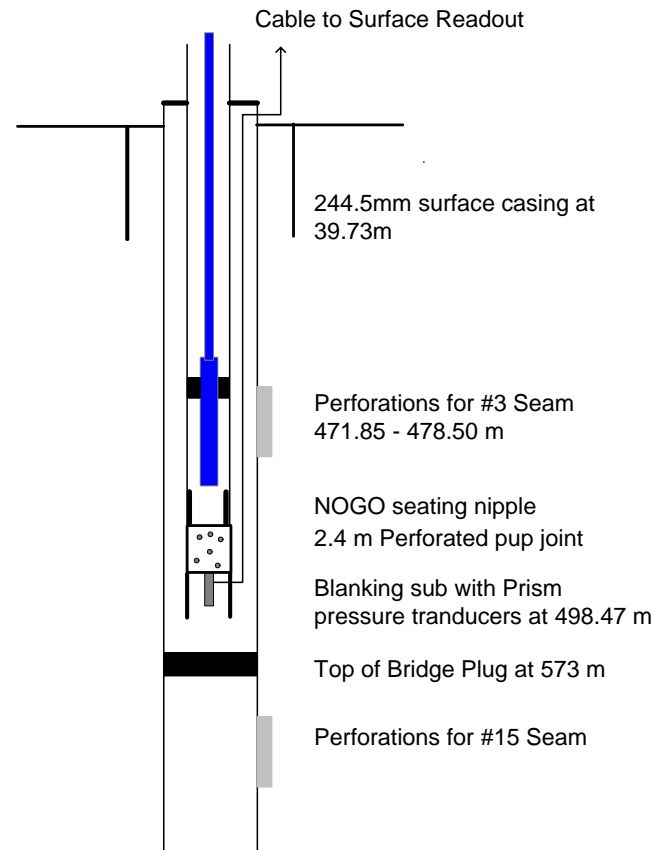 Cable to Surface Readout
244.5mm surface casing at
39.73m
Perforations for #3 Seam
471.85 - 478.50 m
NOGO seating nipple
2.4 m Perforated pup joint
Blanking sub with Prism
pressure tranducers at 498.47 m
Top of Bridge Plug at 573 m
Perforations for #15 Seam